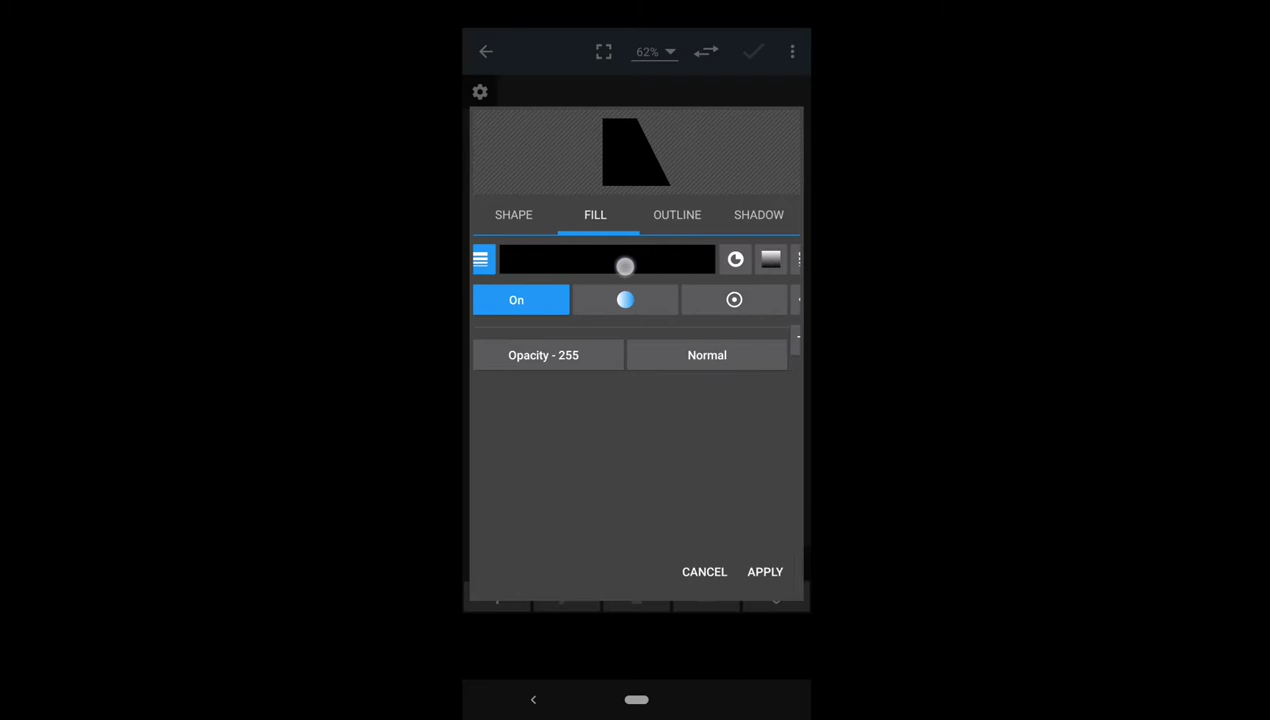 62%
SHAPE FILL OUTLINE SHADOW
On
Opacity - 255 Normal
CANCEL APPLY